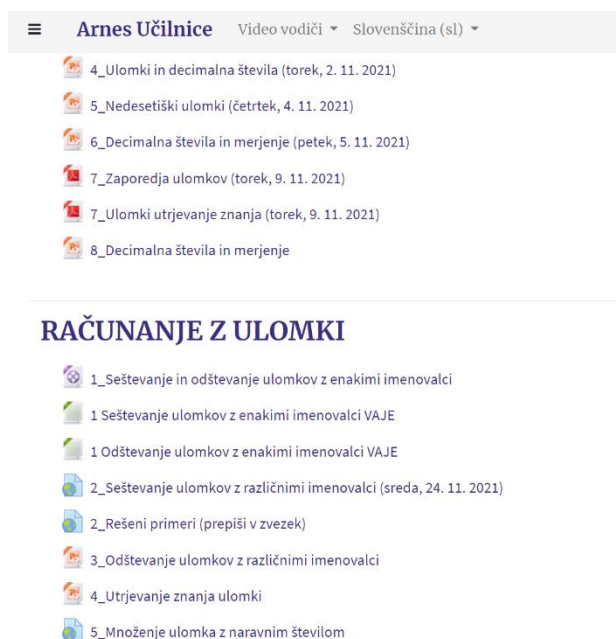 Arnes Učilnice Video vodiči Slovenščina (sl)
4_Ulomki in decimalna števila (torek, 2. 11. 2021)
5_Nedesetiški ulomki (četrtek, 4. 11. 2021)
6_Decimalna števila in merjenje (petek, 5. 11. 2021)
7_Zaporedja ulomkov (torek, 9. 11. 2021)
7_Ulomki utrjevanje znanja (torek, 9. 11. 2021)
8_Decimalna števila in merjenje
RAČUNANJE Z ULOMKI
1_Seštevanje in odštevanje ulomkov z enakimi imenovalci
1 Seštevanje ulomkov z enakimi imenovalci VAJE
1 Odštevanje ulomkov z enakimi imenovalci VAJE
2_Seštevanje ulomkov z različnimi imenovalci (sreda, 24. 11. 2021)
2_Rešeni primeri (prepiši v zvezek)
3_Odštevanje ulomkov z različnimi imenovalci
4_Utrjevanje znanja ulomki
5_Množenje ulomka z naravnim številom